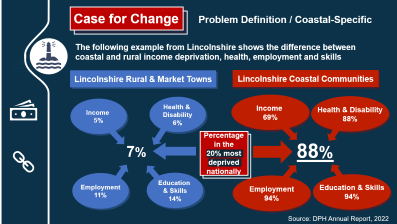 Case for Change
Problem Definition / Coastal-Specific
The following example from Lincolnshire shows the difference between
coastal and rural income deprivation, health, employment and skills
Lincolnshire Rural & Market Towns
Lincolnshire Coastal Communities
Income
5%
Health &
Disability
6%
7%
Employment
11%
Education
& Skills
14%
Percentage
in the
20% most
deprived
nationally
Income
69%
Health & Disability
88%
88%
Employment
94%
Education & Skills
94%
Source: DPH Annual Report, 2022